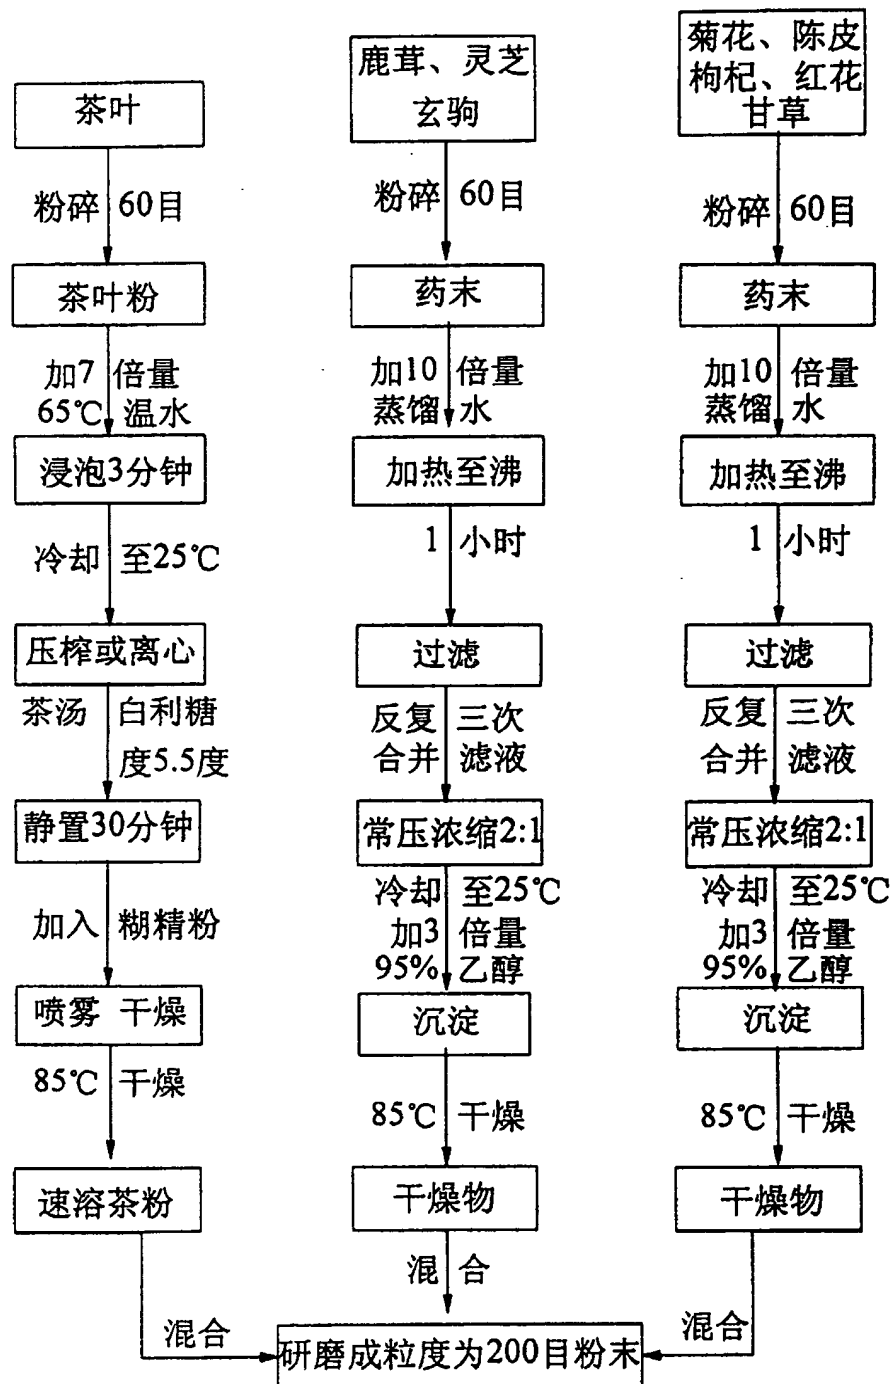 茶叶
粉碎 60目
茶叶粉
加7 倍量
65℃ 温水
浸泡3分钟
冷却 至25℃
压榨或离心
茶汤 白利糖
度5.5度
静置30分钟
加入 糊精粉
喷雾 干燥
85℃ 干燥
速溶茶粉
混合
鹿茸、灵芝
玄驹
粉碎 60目
药末
加10 倍量
蒸馏 水
加热至沸
1 小时
过滤
反复 三次
合并 滤液
常压浓缩2:1
冷却 至25℃
加3 倍量
95% 乙醇
沉淀
85℃ 干燥
干燥物
混 合
菊花、陈皮
枸杞、红花
甘草
粉碎 60目
药末
加10 倍量
蒸馏 水
加热至沸
1 小时
过滤
反复 三次
合并 滤液
常压浓缩2:1
冷却 至25℃
加3 倍量
95% 乙醇
沉淀
85℃ 干燥
干燥物
混合
研磨成粒度为200目粉末